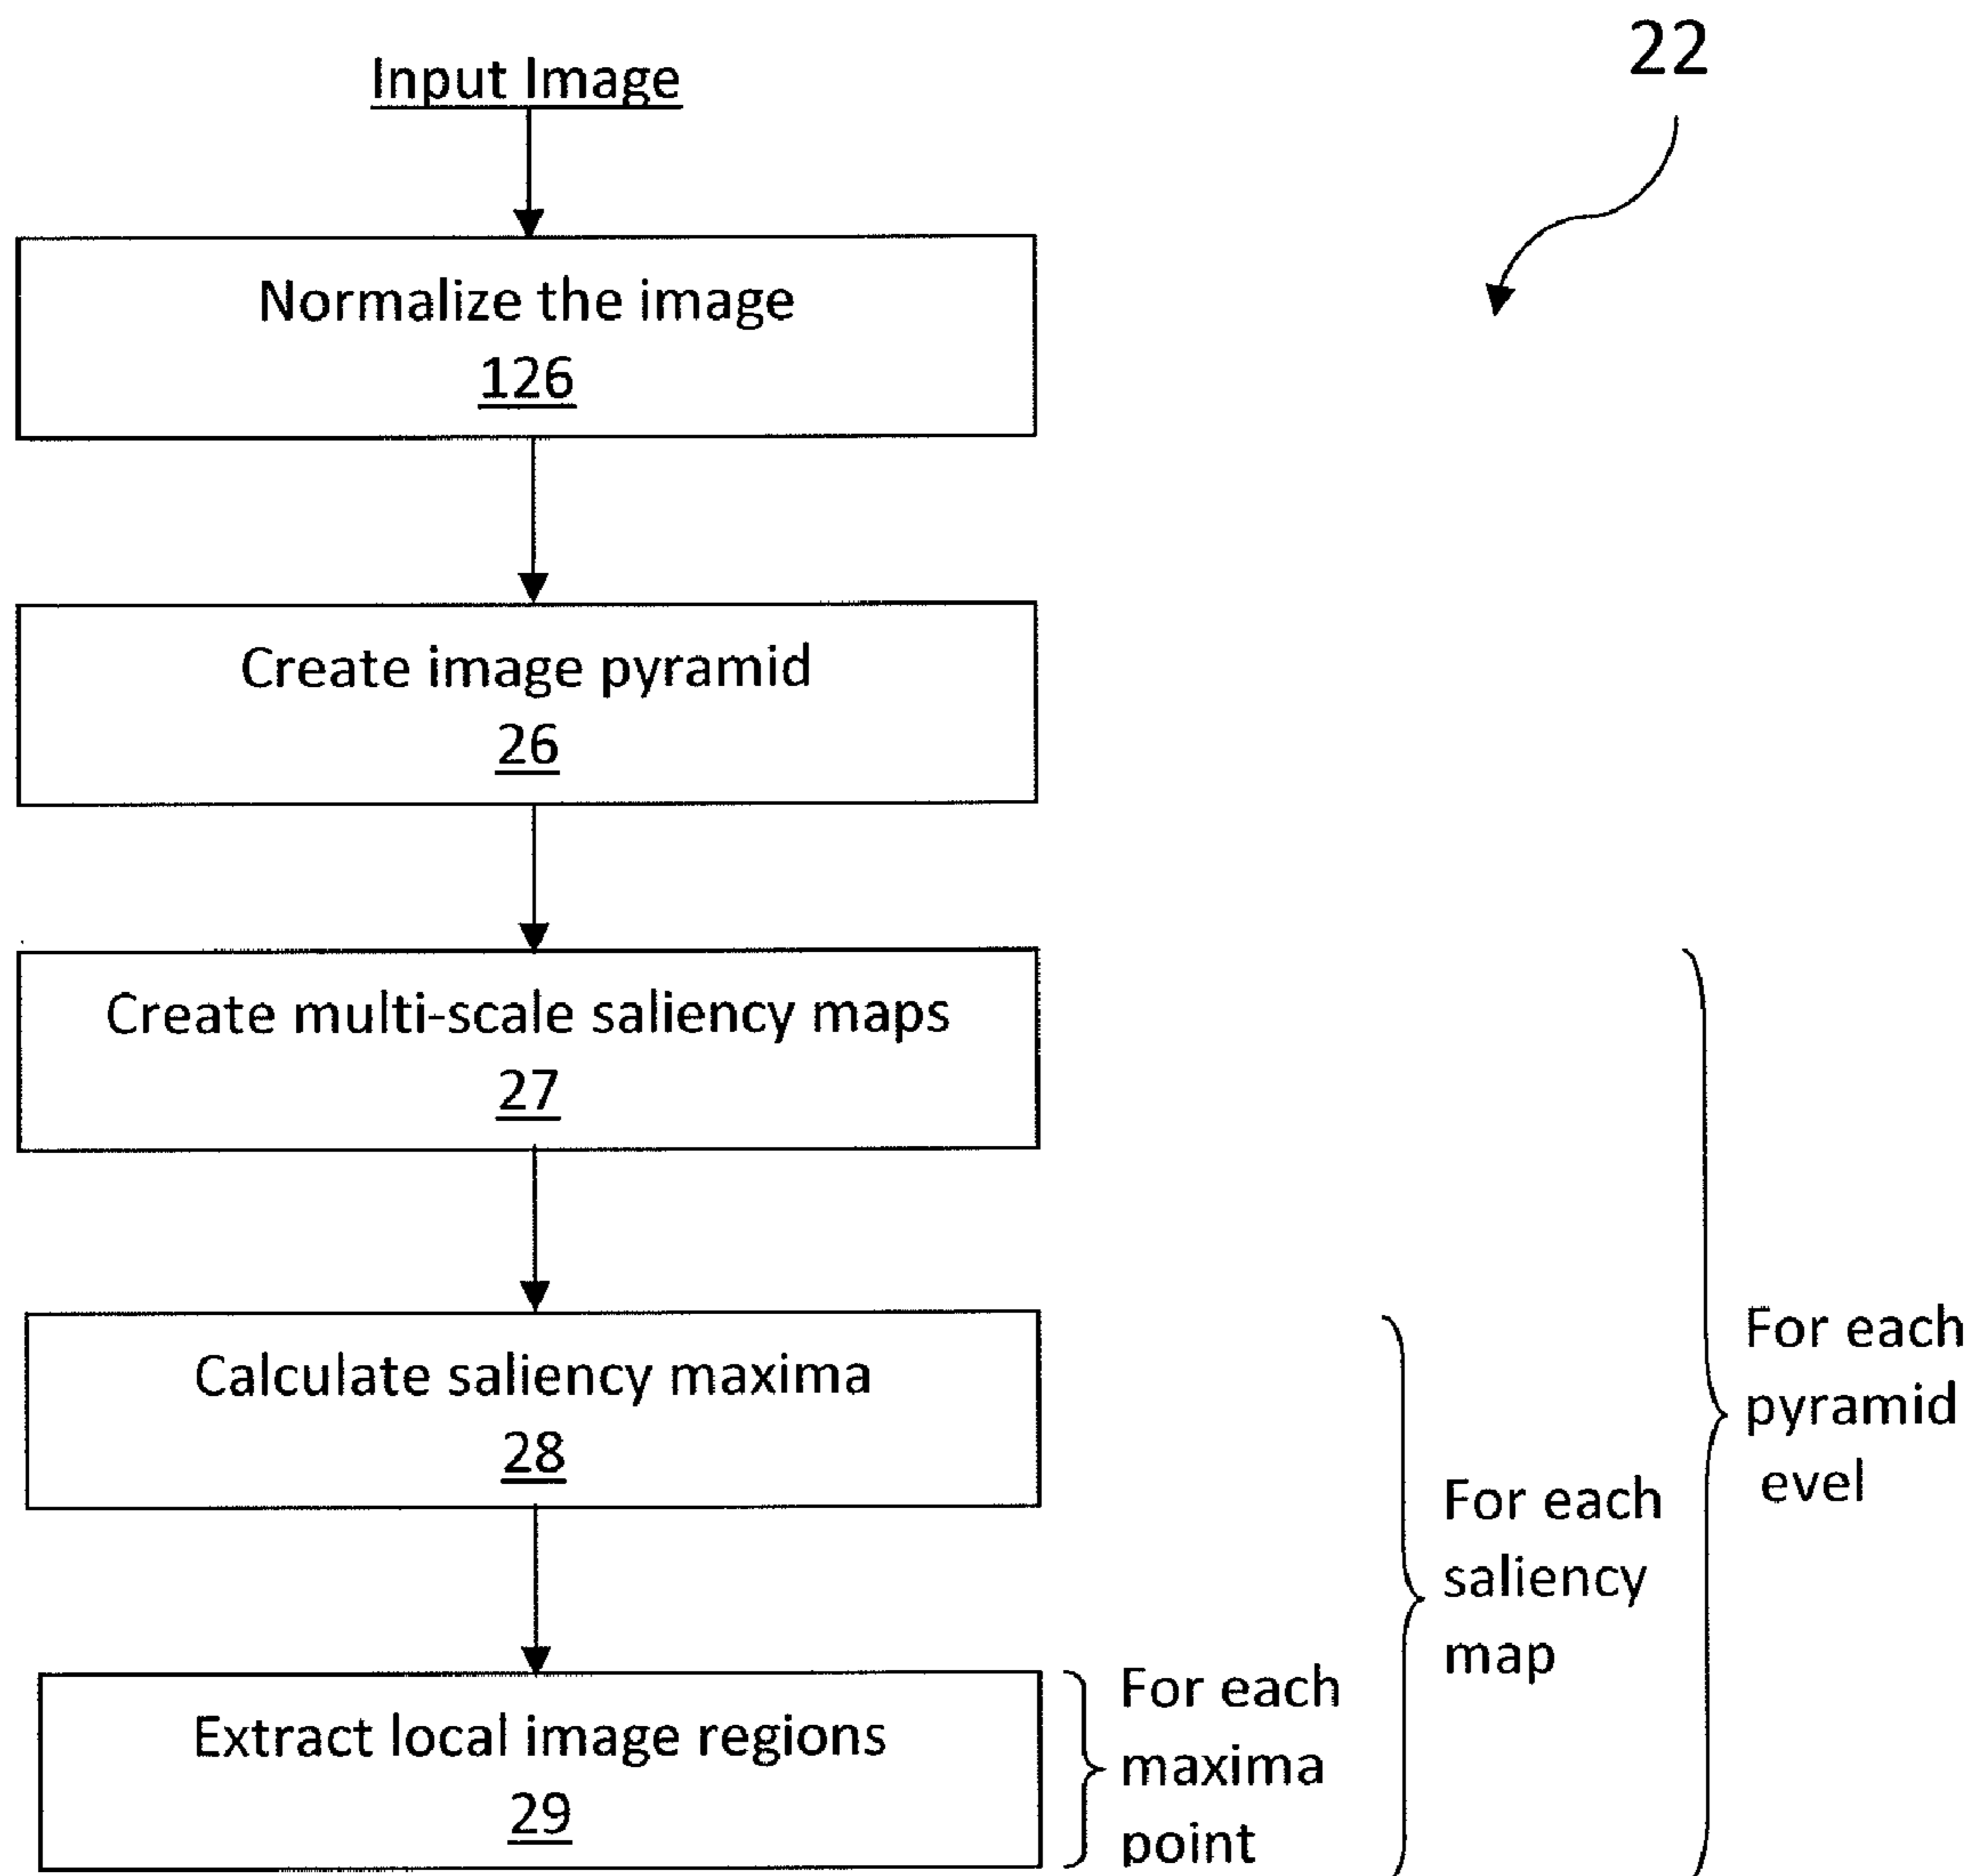 22
Input Image
Normalize the image
126
Create image pyramid
26
Create multi-scale saliency maps
27
Calculate saliency maxima
28
Extract local image regions
29
For each
maxima
point
For each
saliency
map
For each
pyramid
evel